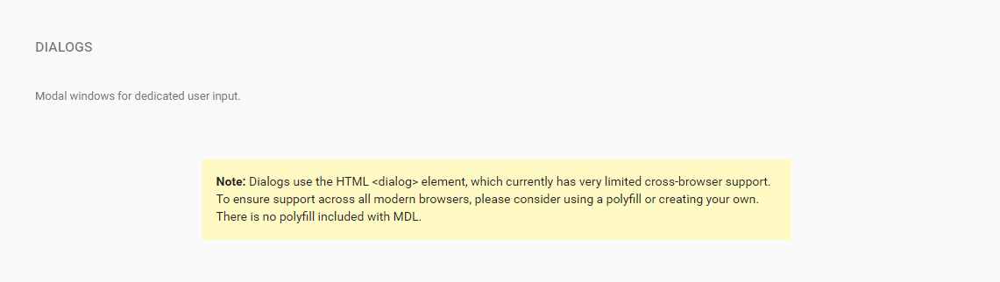 DIALOGS
Modal windows for dedicated user input.
Note: Dialogs use the HTML <dialog> element, which currently has very limited cross-browser support.
To ensure support across all modern browsers, please consider using a polyfill or creating your own.
There is no polyfill included with MDL.